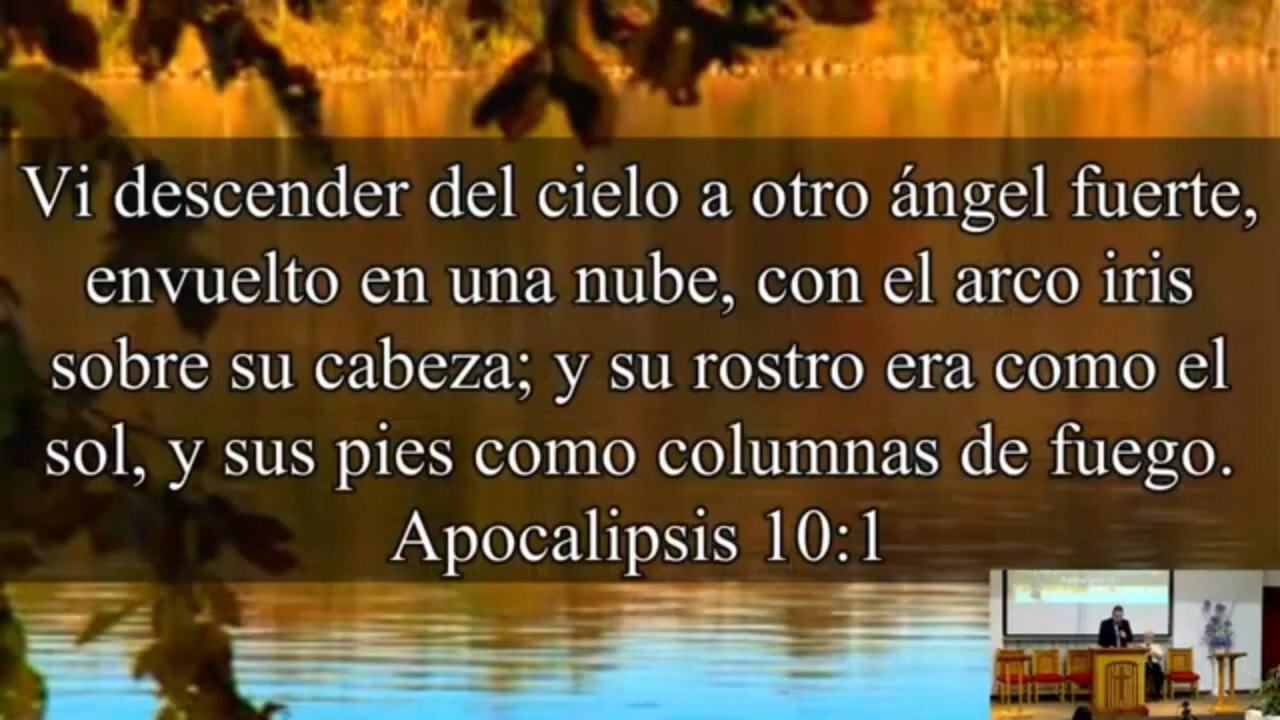 Vi descender del cielo a otro ángel fuerte,
envuelto en una nube, con el arco iris
sobre su cabeza; y su rostro era como el
sol, y sus pies como columnas de fuego.
Apocalipsis 10:1